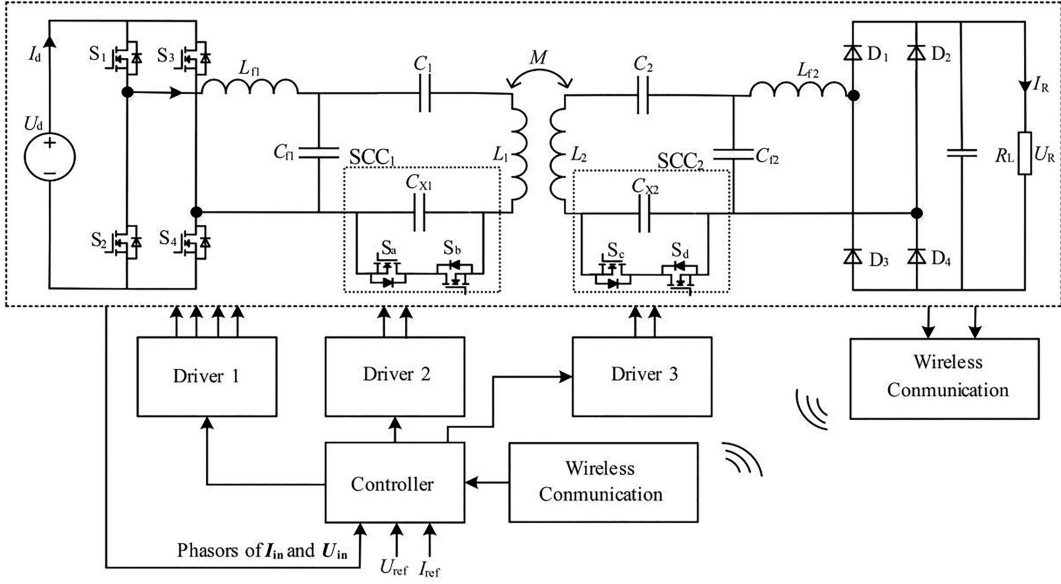 I_d
S_1
S_3
L_f1
C_1
M
C_2
L_f2
D_1
D_2
I_R
U_d
+
−
C_f1
SCC_1
L_1
L_2
SCC_2
C_f2
R_L
U_R
C_X1
C_X2
S_2
S_4
S_a
S_b
S_c
S_d
D_3
D_4
Driver 1
Driver 2
Driver 3
Wireless
Conmunication
Controller
Wireless
Conmunication
Phasors of I_in and U_in
U_ref
I_ref